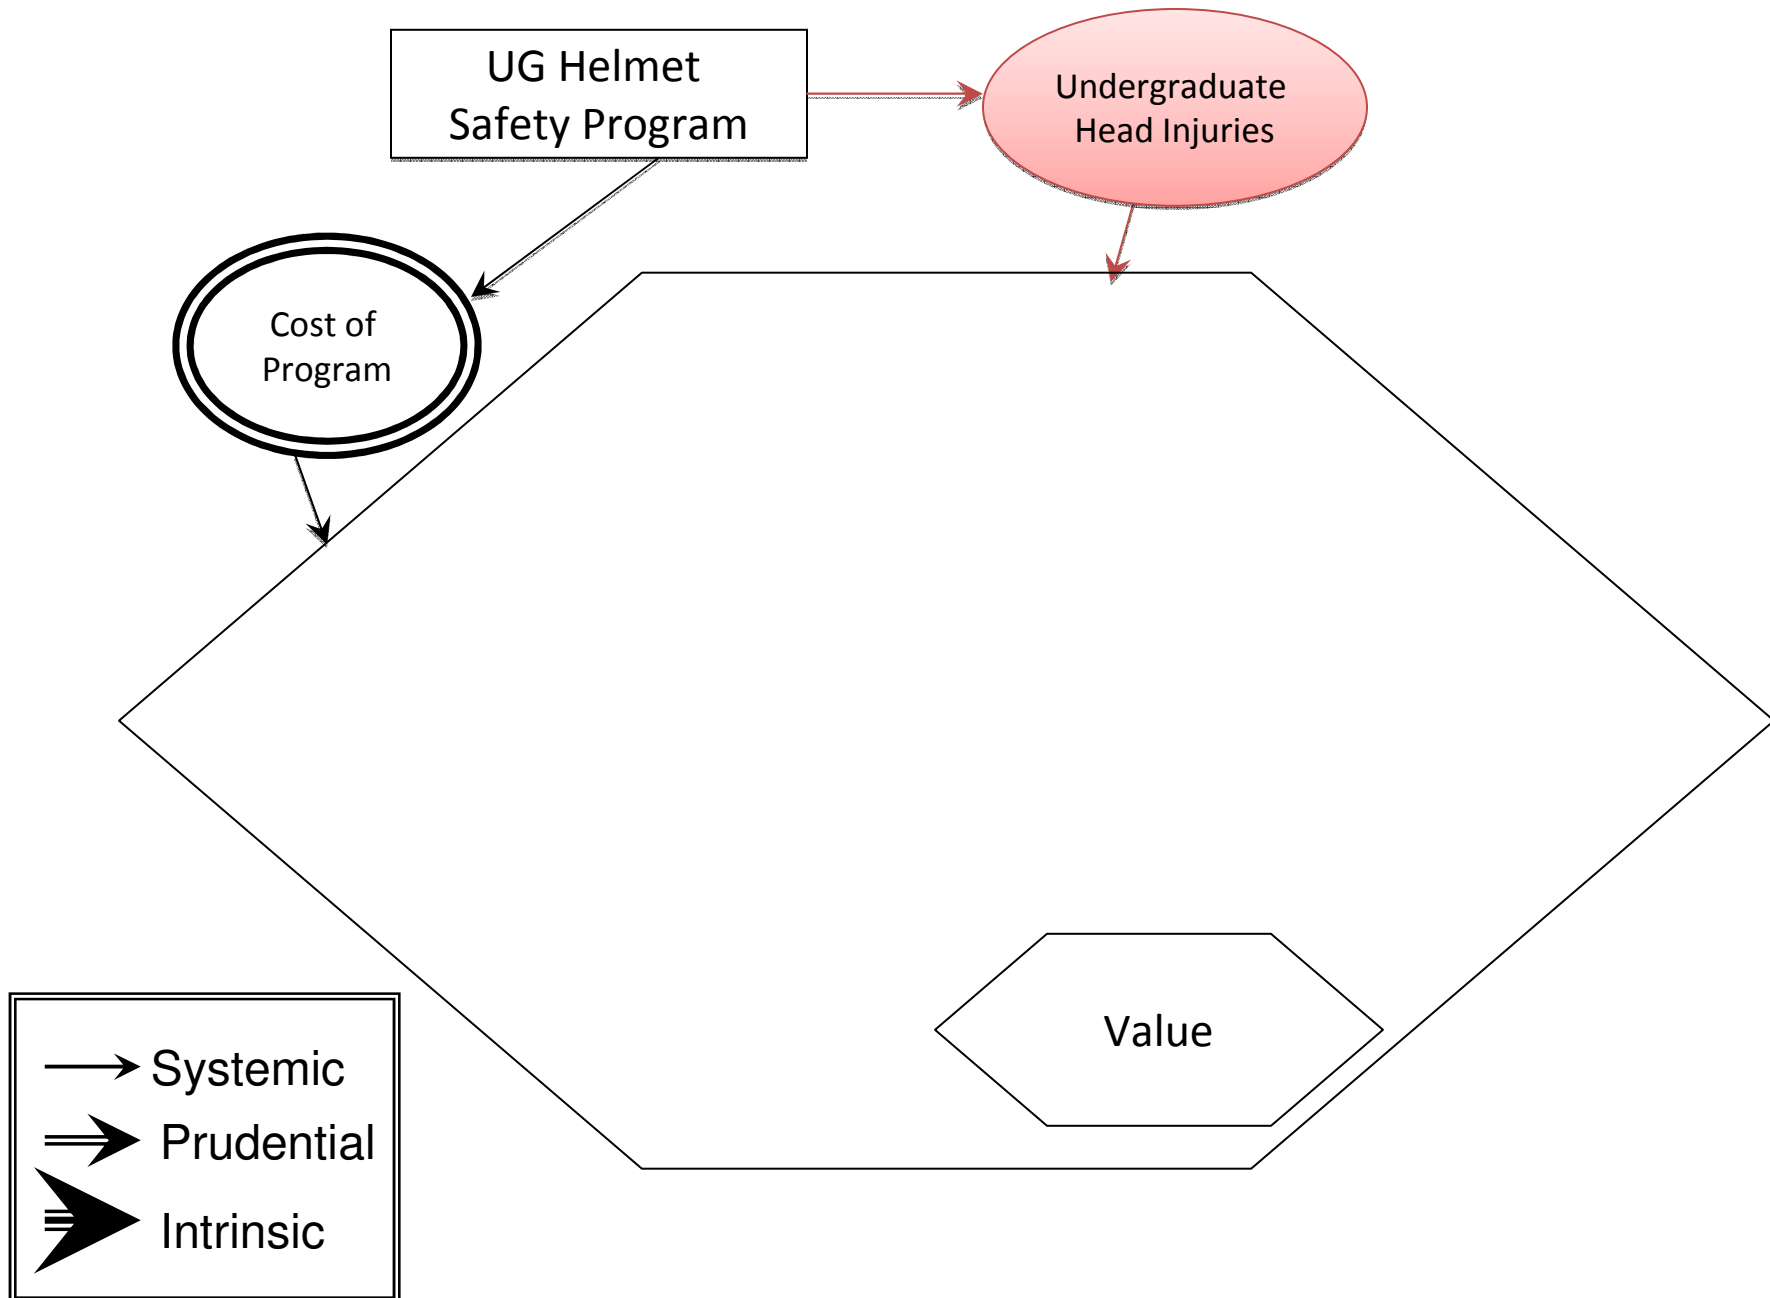 UG Helmet
Safety Program
Undergraduate
Head Injuries
Cost of
Program
Value
Systemic
Prudential
Intrinsic